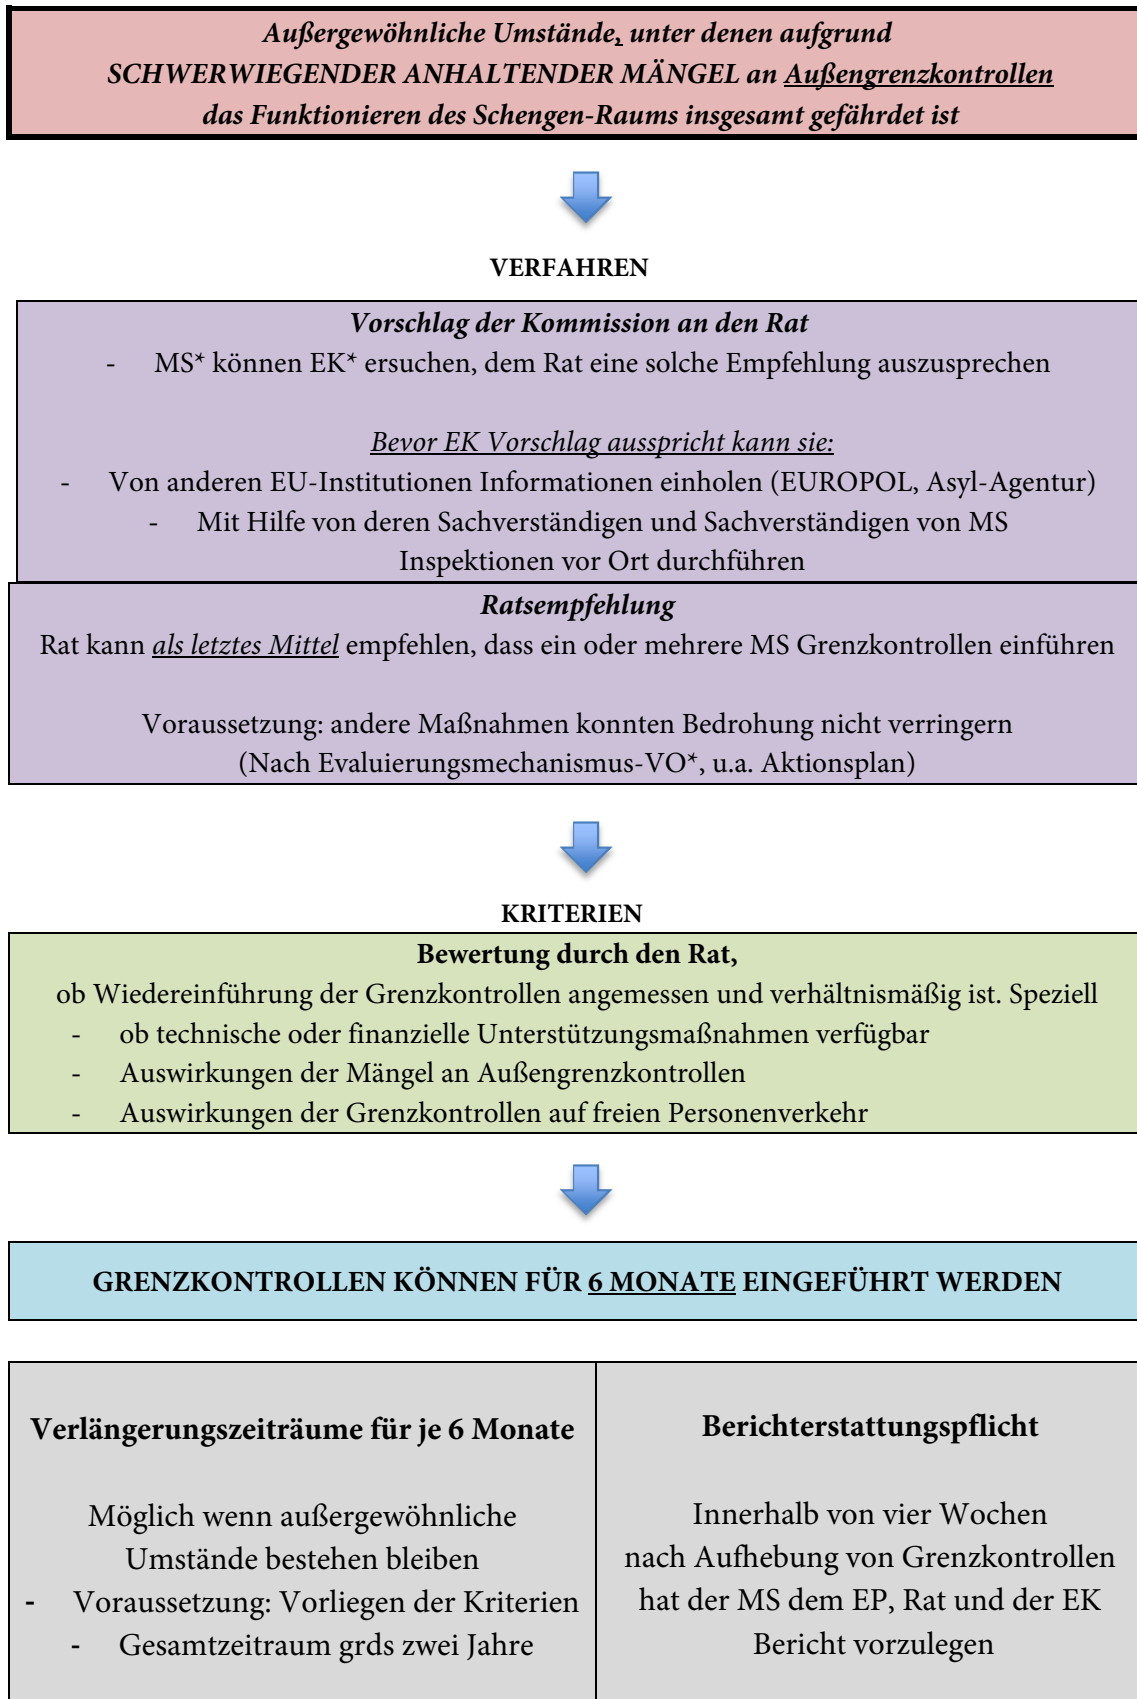 Außergewöhnliche Umstände, unter denen aufgrund
SCHWERWIEGENDER ANHALTENDER MÄNGEL an Außengrenzkontrollen
das Funktionieren des Schengen-Raums insgesamt gefährdet ist
VERFAHREN
Vorschlag der Kommission an den Rat
- MS* können EK* ersuchen, dem Rat eine solche Empfehlung auszusprechen
Bevor EK Vorschlag ausspricht kann sie:
- Von anderen EU-Institutionen Informationen einholen (EUROPOL, Asyl-Agentur)
- Mit Hilfe von deren Sachverständigen und Sachverständigen von MS
Inspektionen vor Ort durchführen
Ratsempfehlung
Rat kann als letztes Mittel empfehlen, dass ein oder mehrere MS Grenzkontrollen einführen
Voraussetzung: andere Maßnahmen konnten Bedrohung nicht verringern
(Nach Evaluierungsmechanismus-VO*, u.a. Aktionsplan)
KRITERIEN
Bewertung durch den Rat,
ob Wiedereinführung der Grenzkontrollen angemessen und verhältnismäßig ist. Speziell
- ob technische oder finanzielle Unterstützungsmaßnahmen verfügbar
- Auswirkungen der Mängel an Außengrenzkontrollen
- Auswirkungen der Grenzkontrollen auf freien Personenverkehr
GRENZKONTROLLEN KÖNNEN FÜR 6 MONATE EINGEFÜHRT WERDEN
Verlängerungszeiträume für je 6 Monate
Möglich wenn außergewöhnliche
Umstände bestehen bleiben
- Voraussetzung: Vorliegen der Kriterien
- Gesamtzeitraum grds zwei Jahre
Berichterstattungspflicht
Innerhalb von vier Wochen
nach Aufhebung von Grenzkontrollen
hat der MS dem EP, Rat und der EK
Bericht vorzulegen